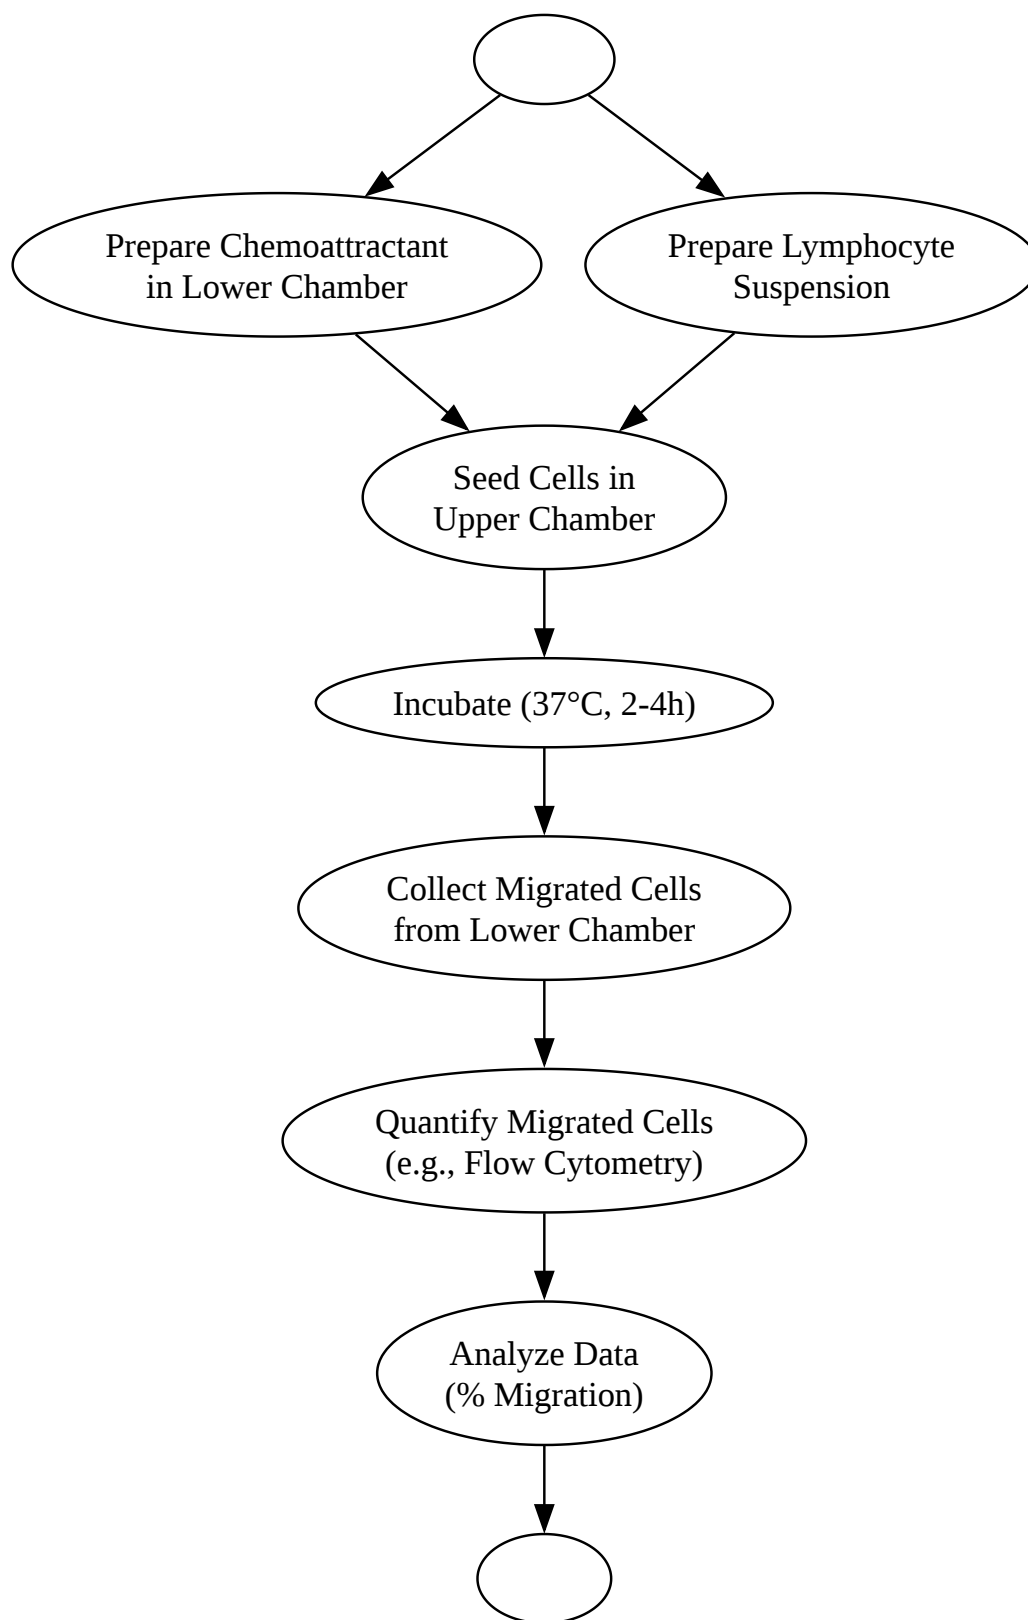 Prepare Chemoattractant
in Lower Chamber
Prepare Lymphocyte
Suspension
Seed Cells in
Upper Chamber
Incubate (37°C, 2-4h)
Collect Migrated Cells
from Lower Chamber
Quantify Migrated Cells
(e.g., Flow Cytometry)
Analyze Data
(% Migration)